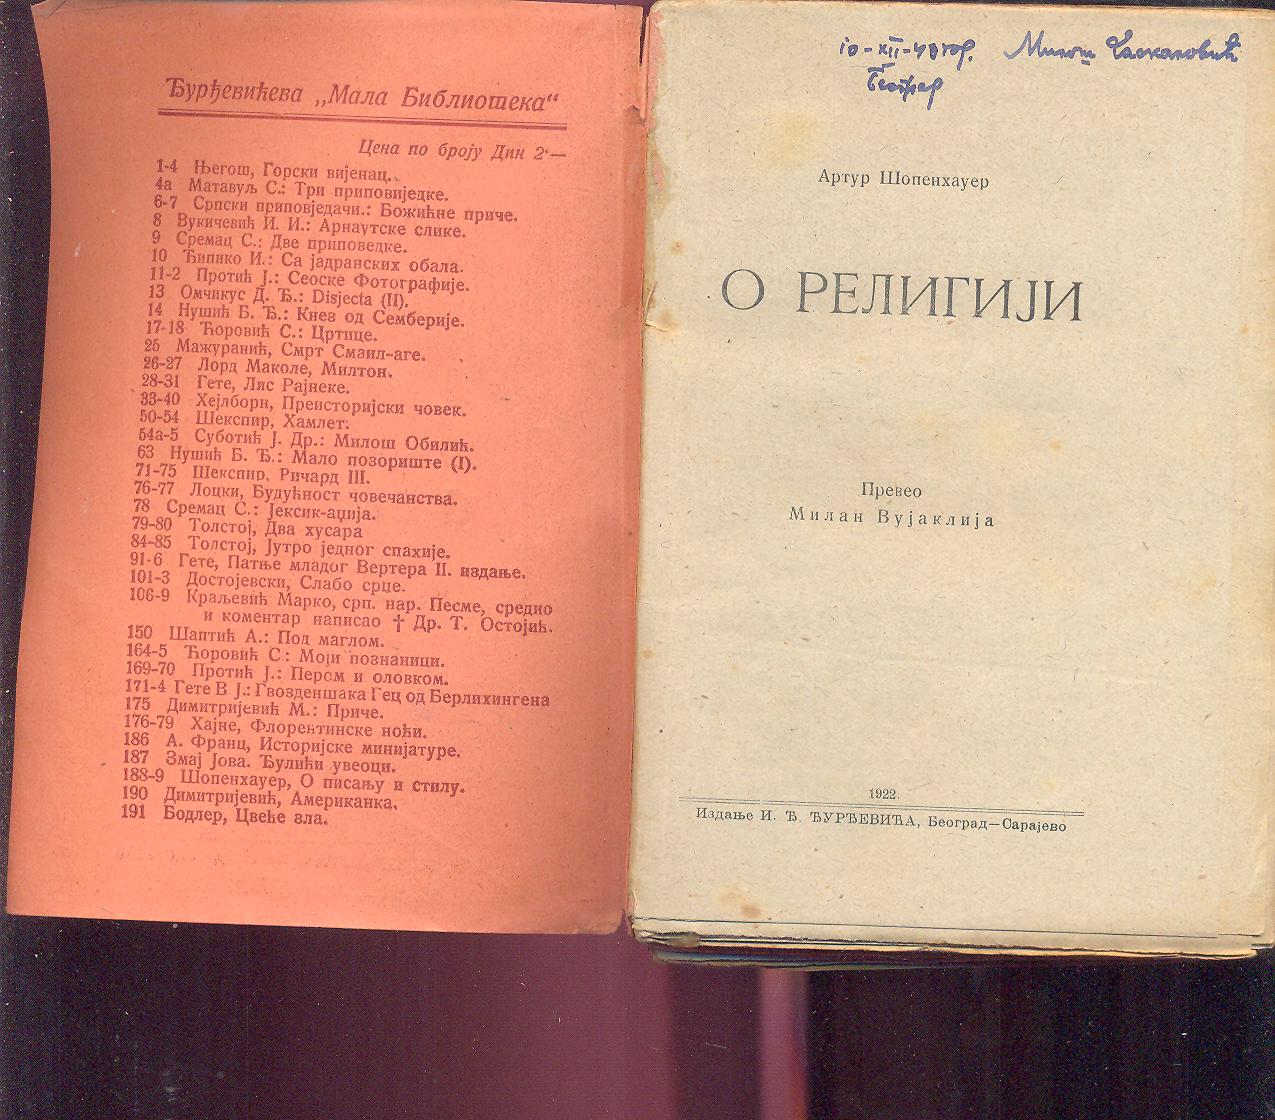 Ђурђевићева „Мала Библиотека“
Цена по броју Дин 2·—
1-4 Његош, Горски вијенац.
4а Матавуљ С.: Три приповиједке.
6-7 Српски приповједачи.: Божићне приче.
8 Вукичевић И. И.: Арнаутске слике.
9 Сремац С.: Две приповедке.
10 Ћипико И.: Са јадранских обала.
11-2 Протић Ј.: Сеоске Фотографије.
13 Омчикус Д. Ђ.: Disjecta (II).
14 Нушић Б. Ђ.: Кнез од Семберије.
17-18 Ћоровић С.: Цртице.
25 Мажуранић, Смрт Смаил-аге.
26-27 Лорд Маколе, Милтон.
28-31 Гете, Лис Рајнеке.
33-40 Хејлборн, Преисторијски човек.
50-54 Шекспир, Хамлет.
54а-5 Суботић Ј. Др.: Милош Обилић.
63 Нушић Б. Ђ.: Мало позориште (I).
71-75 Шекспир, Ричард III.
76-77 Лоцки, Будућност човечанства.
78 Сремац С.: Јексик-аџија.
79-80 Толстој, Два хусара
84-85 Толстој, Јутро једног спахије.
91-6 Гете, Патње младог Вертера II. издање.
101-3 Достојевски, Слабо срце.
106-9 Краљевић Марко, срп. нар. Песме, средио
и коментар написао † Др. Т. Остојић.
150 Шаптић А.: Под маглом.
164-5 Ћоровић С: Моји познаници.
169-70 Протић Ј.: Пером и оловком.
171-4 Гете В Ј.: Гвозденшака Гец од Берлихингена
175 Димитријевић М.: Приче.
176-79 Хајне, Флорентинске ноћи.
186 А. Франц, Историјске минијатуре.
187 Змај Јова. Ђулићи увеоци.
188-9 Шопенхауер, О писању и стилу.
190 Димитријевић, Американка,
191 Бодлер, Цвеће зла.
10-XII-49 год. Милош
Београд
Артур Шопенхауер
О РЕЛИГИЈИ
Превео
Милан Вујаклија
1922.
Издање И. Ђ. ЂУРЂЕВИЋА, Београд—Сарајево